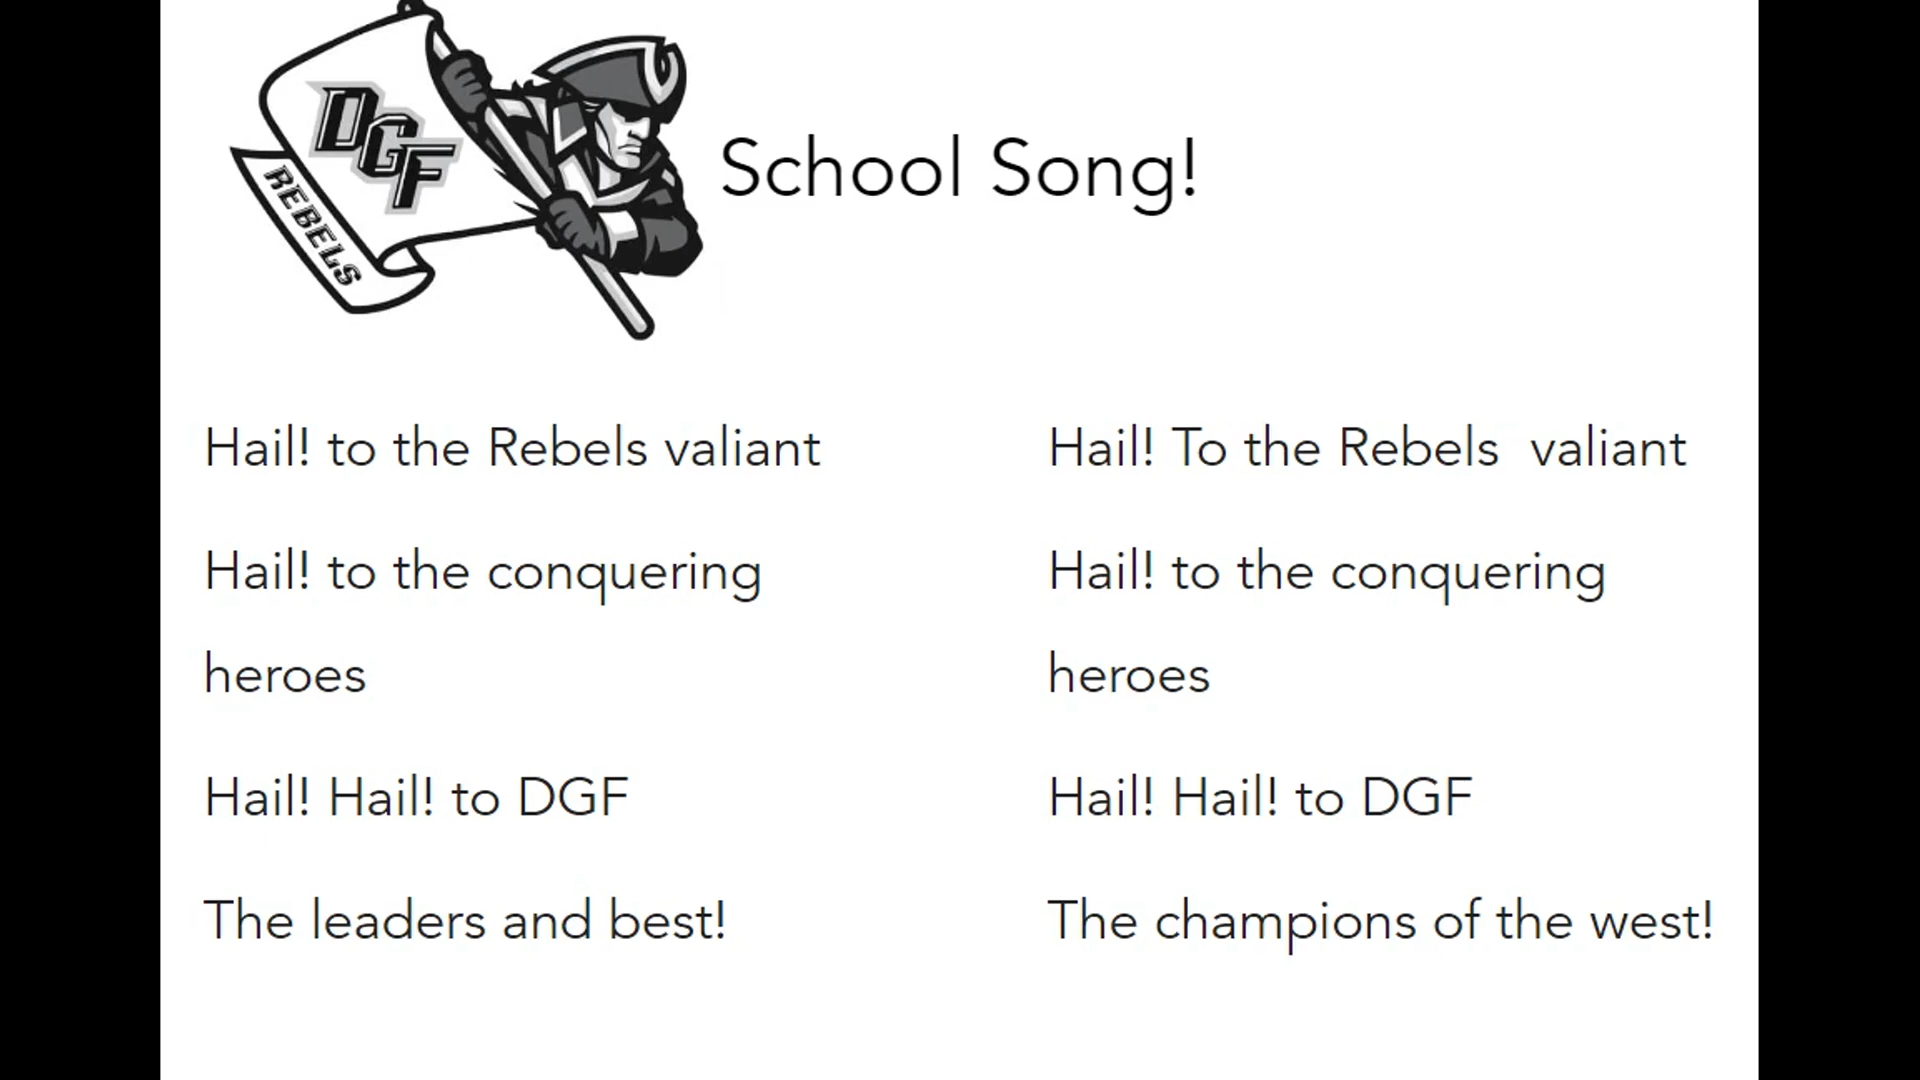 DGF
REBELS
School Song!
Hail! to the Rebels valiant
Hail! to the conquering
heroes
Hail! Hail! to DGF
The leaders and best!
Hail! To the Rebels  valiant
Hail! to the conquering
heroes
Hail! Hail! to DGF
The champions of the west!